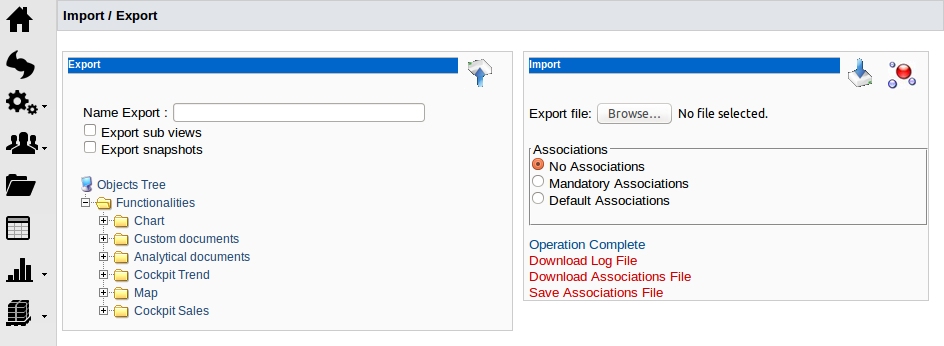 Import / Export
Export
Name Export :
Export sub views
Export snapshots
Objects Tree
Functionalities
Chart
Custom documents
Analytical documents
Cockpit Trend
Map
Cockpit Sales
Import
Export file: Browse... No file selected.
Associations
No Associations
Mandatory Associations
Default Associations
Operation Complete
Download Log File
Download Associations File
Save Associations File